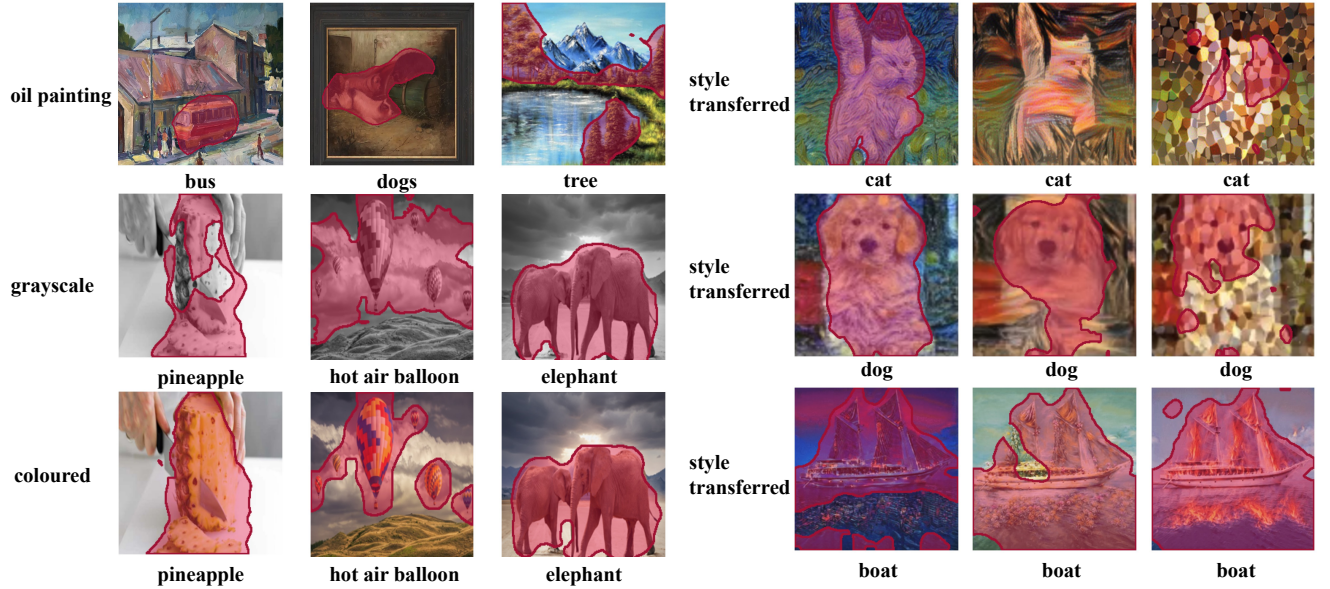 oil painting
bus
dogs
tree
style
transferred
cat
cat
cat
grayscale
pineapple
hot air balloon
elephant
style
transferred
dog
dog
dog
coloured
pineapple
hot air balloon
elephant
style
transferred
boat
boat
boat